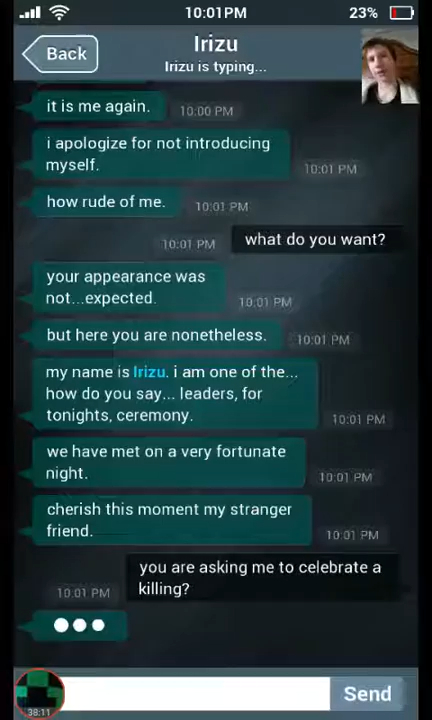 10:01PM
23%
Back
Irizu
Irizu is typing...
it is me again.
10:00 PM
i apologize for not introducing
myself.
10:01 PM
how rude of me.
10:01 PM
10:01 PM
what do you want?
your appearance was
not...expected.
10:01 PM
but here you are nonetheless.
10:01 PM
my name is Irizu. i am one of the...
how do you say... leaders, for
tonights, ceremony.
10:01 PM
we have met on a very fortunate
night.
10:01 PM
cherish this moment my stranger
friend.
10:01 PM
you are asking me to celebrate a
killing?
10:01 PM
Send
38:11